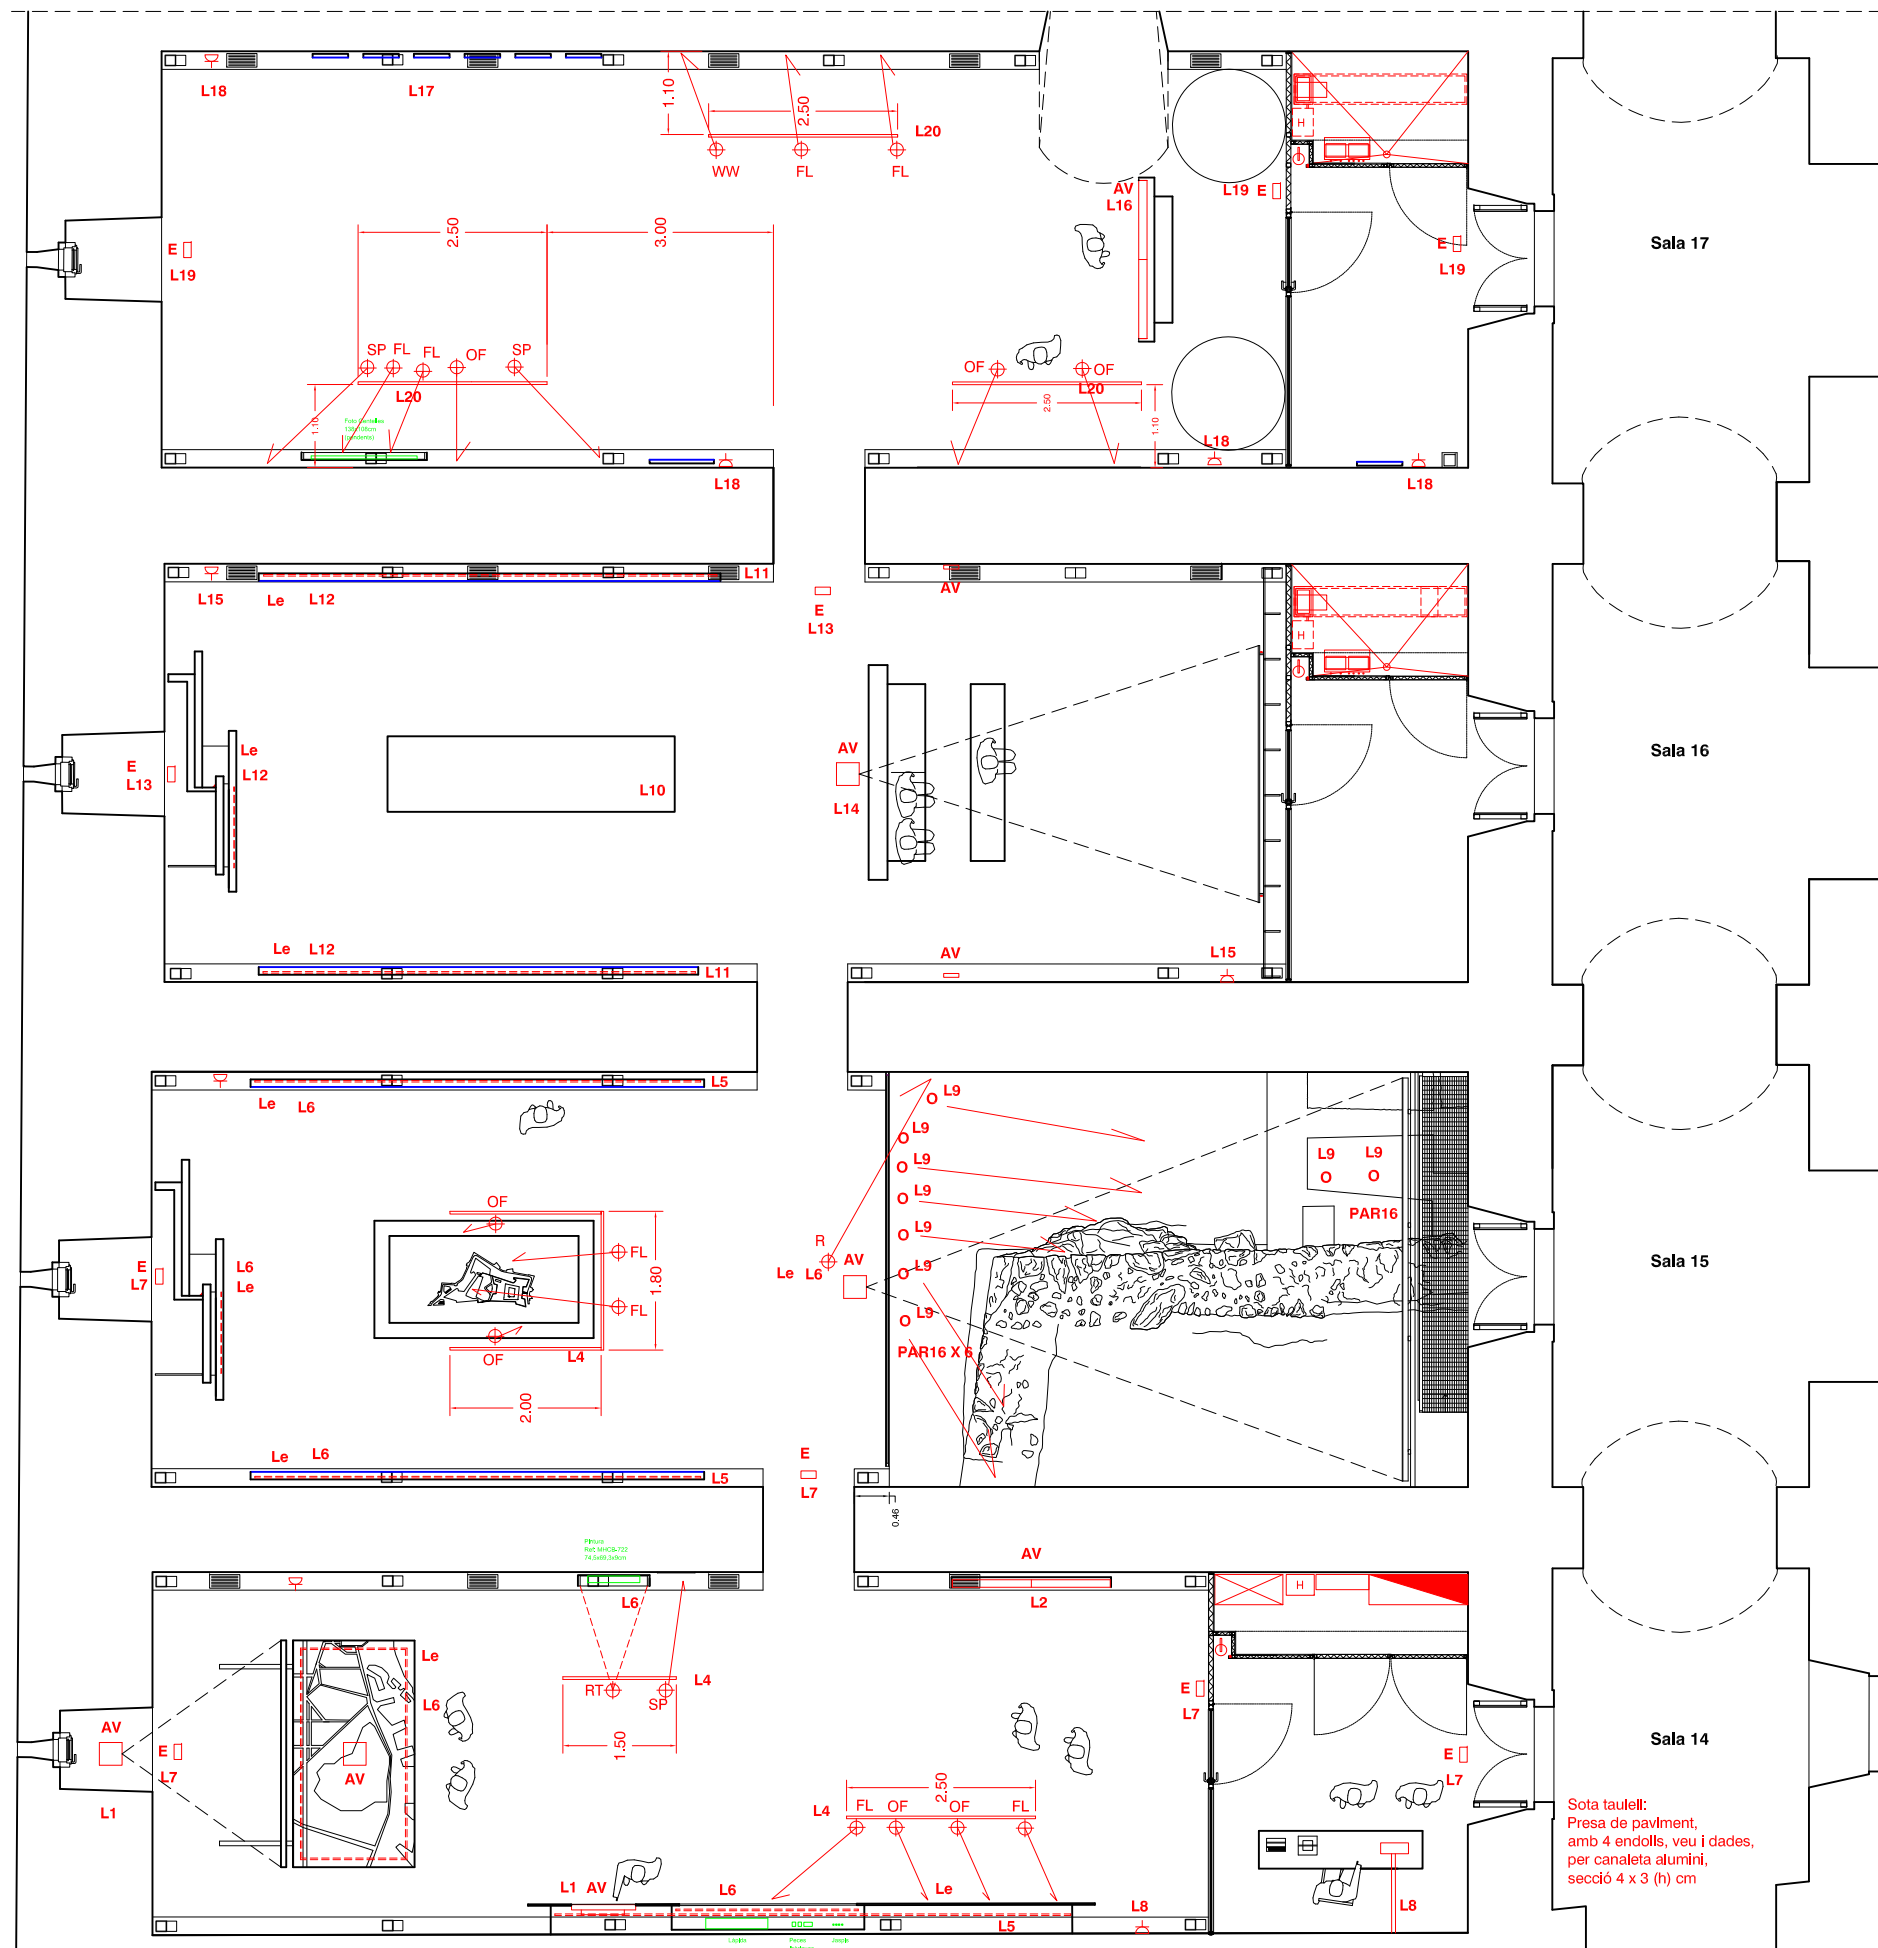 L18
L17
1.10
2.50
L20
WW
FL
FL
H
AV
L16
L19 E
E
L19
E
L19
Sala 17
2.50
3.00
SP
FL
FL
OF
SP
L20
1.10
OF
OF
L20
2.50
1.10
L18
L18
L18
L11
L15
Le
L12
AV
E
L13
H
E
L13
Le
L12
L10
AV
L14
Sala 16
Le
L12
L11
AV
L15
L5
Le
L6
L9
L9
L9
L9
L9
L9
L9
L9
L9
PAR16
PAR16 X 6
OF
FL
FL
OF
L4
1.80
2.00
R
AV
Le
L6
E
L7
L6
Le
Sala 15
Le
L6
L5
E
L7
0.46
Pintura
AV
L6
L2
H
Le
L6
L4
RT
SP
1.50
AV
L1
E
L7
AV
E
L7
E
L7
Sala 14
2.50
L4
FL
OF
OF
FL
L1
AV
L6
Le
L5
L8
L8
Sota taulell:
Presa de paviment,
amb 4 endolls, veu i dades,
per canaleta alumini,
secció 4 x 3 (h) cm
Làpida
Peces
Jaspis